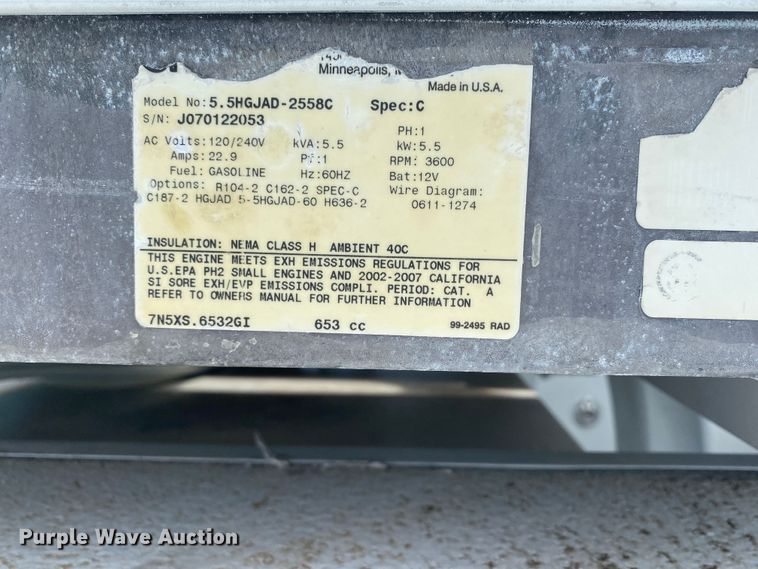 Minneapolis,
Made in U.S.A.
Model No: 5.5HGJAD-2558C Spec:C
S/N: J070122053
PH:1
AC Volts: 120/240V kVA: 5.5 kW: 5.5
Amps: 22.9 PF: 1 RPM: 3600
Fuel: GASOLINE Hz: 60HZ Bat: 12V
Options: R104-2 C162-2 SPEC-C Wire Diagram:
C187-2 HGJAD 5-5HGJAD-60 H636-2 0611-1274
INSULATION: NEMA CLASS H AMBIENT 40C
THIS ENGINE MEETS EXH EMISSIONS REGULATIONS FOR
U.S.EPA PH2 SMALL ENGINES AND 2002-2007 CALIFORNIA
SI SORE EXH/EVP EMISSIONS COMPLI. PERIOD: CAT. A
REFER TO OWNERS MANUAL FOR FURTHER INFORMATION
7N5XS.6532GI 653 cc 99-2495 RAD
Purple Wave Auction